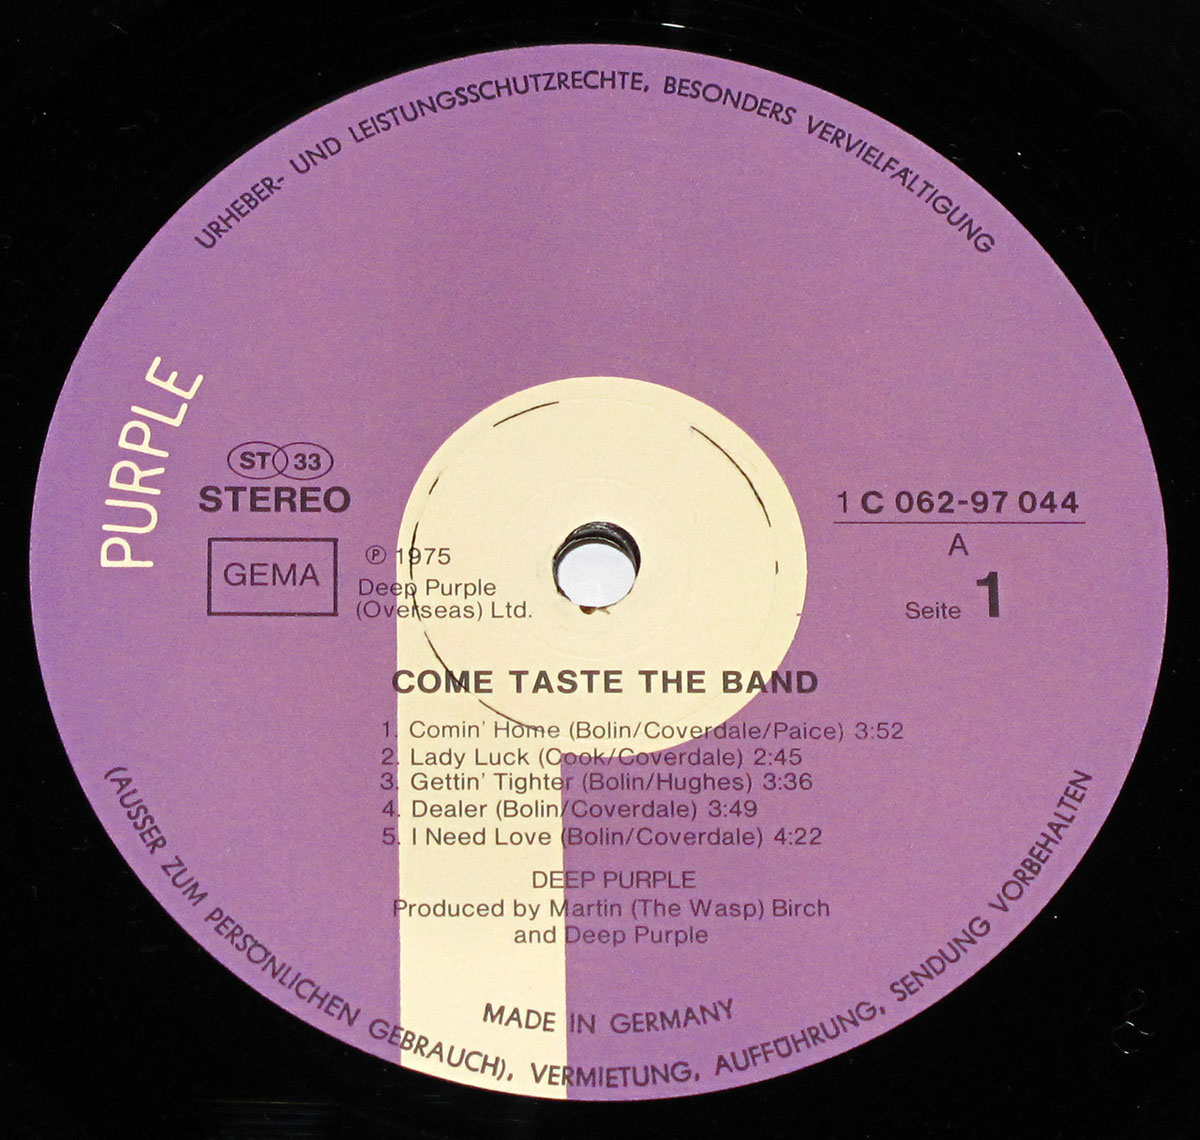 URHEBER- UND LEISTUNGSSCHUTZRECHTE, BESONDERS VERVIELFÄLTIGUNG
PURPLE
ST 33
STEREO
GEMA
℗ 1975
Deep Purple
(Overseas) Ltd.
1 C 062-97 044
A
Seite 1
COME TASTE THE BAND
1. Comin' Home (Bolin/Coverdale/Paice) 3:52
2. Lady Luck (Cook/Coverdale) 2:45
3. Gettin' Tighter (Bolin/Hughes) 3:36
4. Dealer (Bolin/Coverdale) 3:49
5. I Need Love (Bolin/Coverdale) 4:22
DEEP PURPLE
Produced by Martin (The Wasp) Birch
and Deep Purple
MADE IN GERMANY
(AUSSER ZUM PERSÖNLICHEN GEBRAUCH), VERMIETUNG, AUFFÜHRUNG, SENDUNG VORBEHALTEN